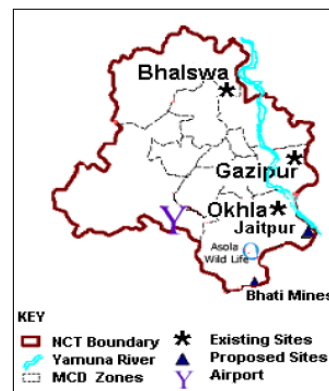 Bhalswa
Gazipur
Okhla
Jaitpur
Asola
Wild Life
Bhati Mines
KEY
NCT Boundary
Existing Sites
Yamuna River
Proposed Sites
MCD Zones
Airport